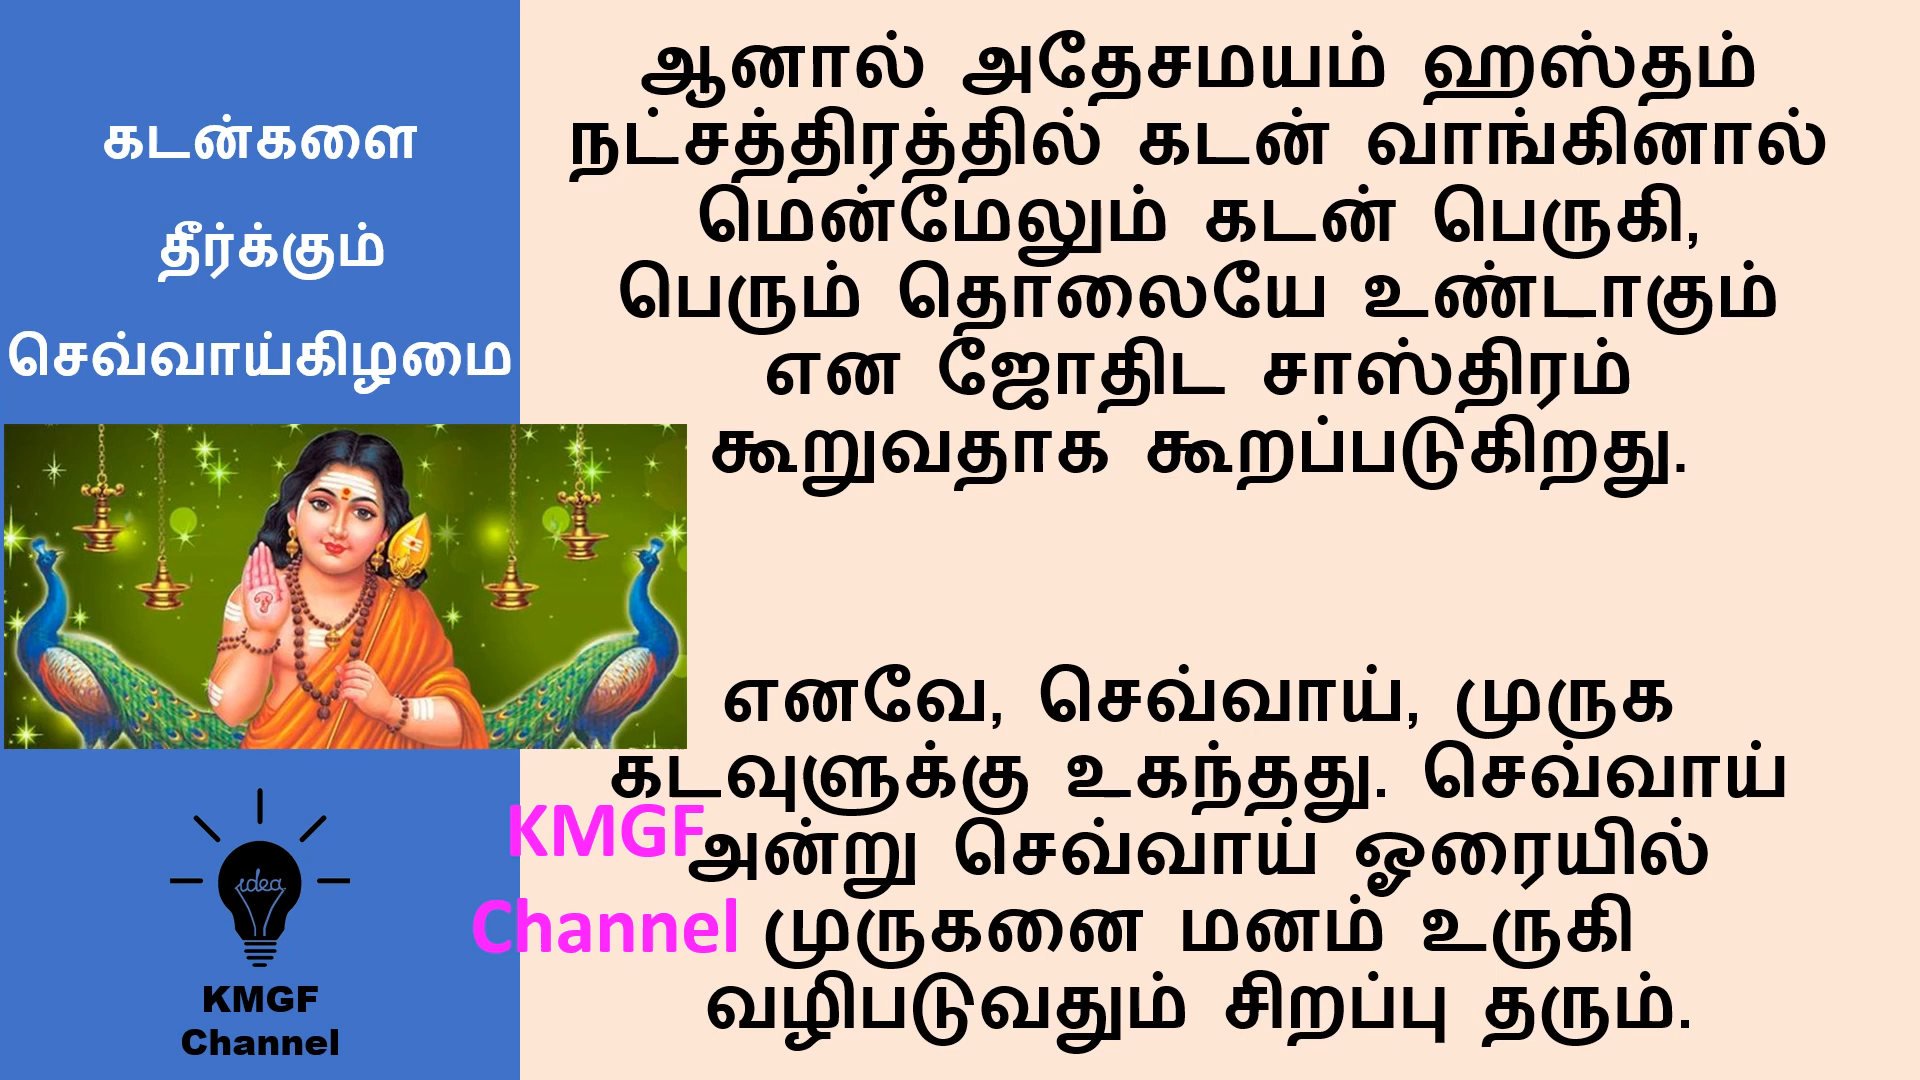 கடன்களை
தீர்க்கும்
செவ்வாய்கிழமை
idea
KMGF
Channel
ஆனால் அதேசமயம் ஹஸ்தம்
நட்சத்திரத்தில் கடன் வாங்கினால்
மென்மேலும் கடன் பெருகி,
பெரும் தொலையே உண்டாகும்
என ஜோதிட சாஸ்திரம்
கூறுவதாக கூறப்படுகிறது.
எனவே, செவ்வாய், முருக
கடவுளுக்கு உகந்தது. செவ்வாய்
அன்று செவ்வாய் ஓரையில்
முருகனை மனம் உருகி
வழிபடுவதும் சிறப்பு தரும்.
KMGF
Channel